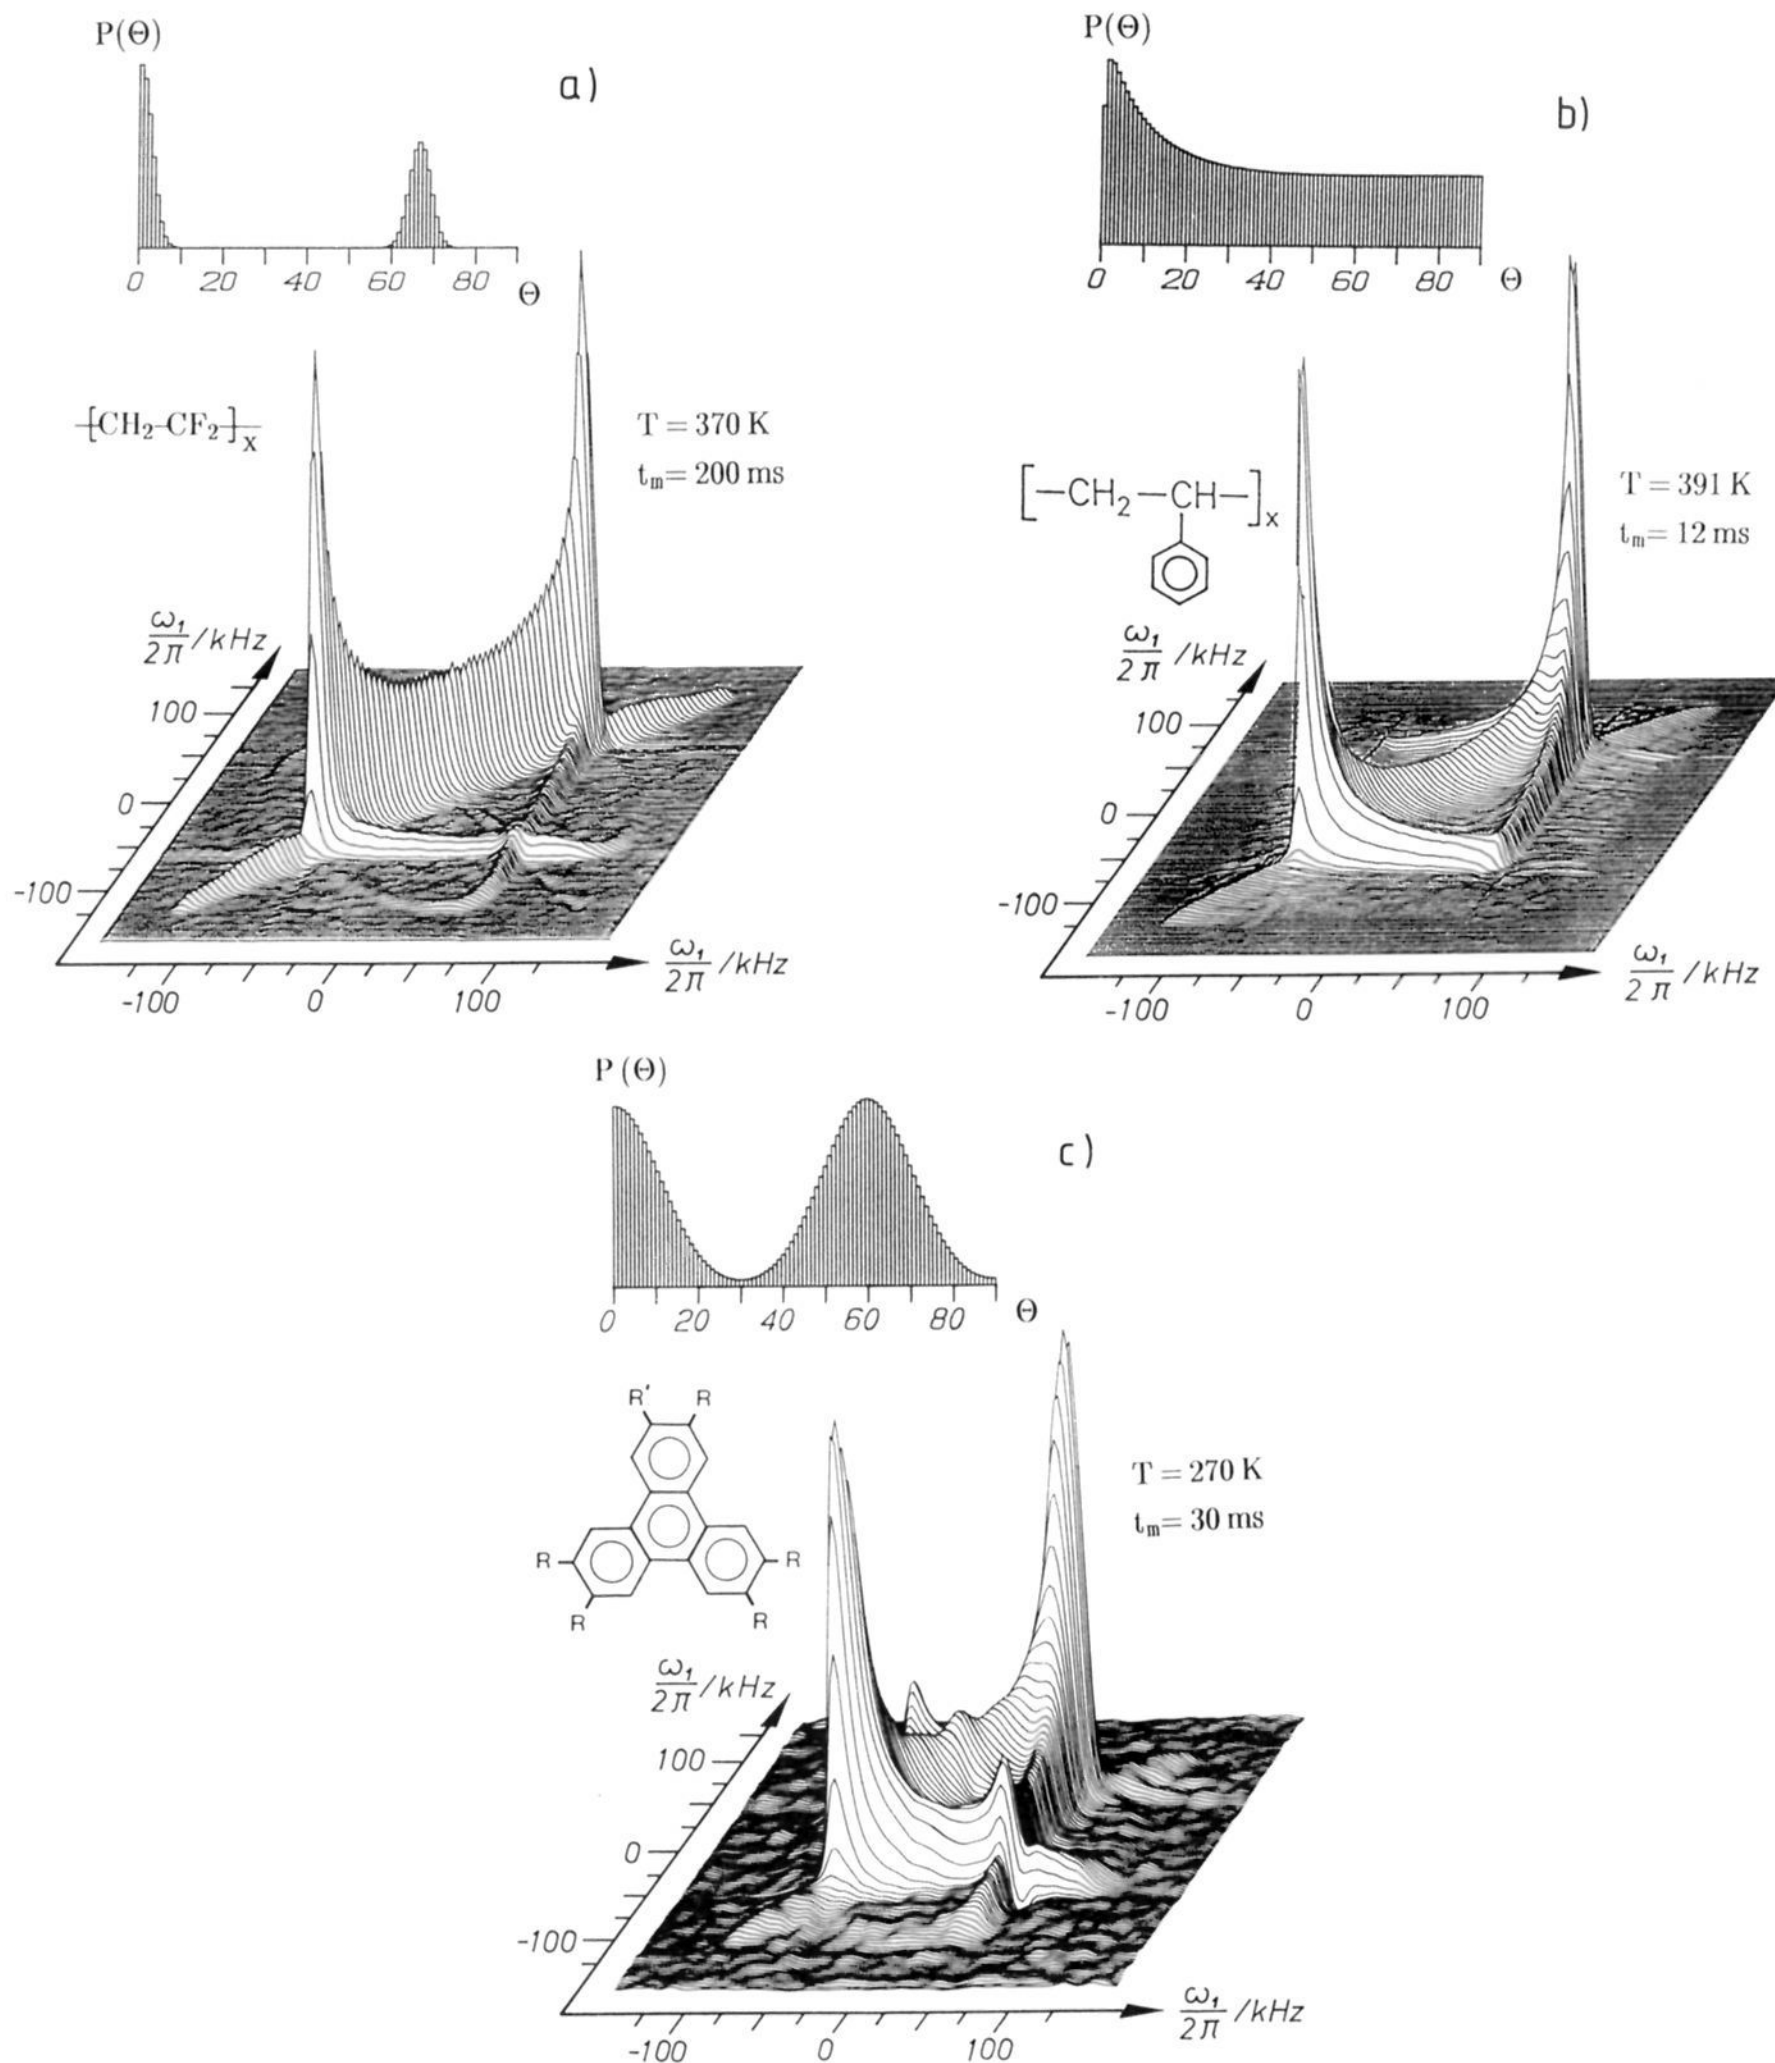 P(Θ)
a)
0 20 40 60 80 Θ
-[CH₂-CF₂]ₓ
T = 370 K
tₘ= 200 ms
ω₁/2π /kHz
100
0
-100
-100 0 100
ω₁/2π /kHz
P(Θ)
b)
0 20 40 60 80 Θ
[-CH₂-CH-]ₓ
T = 391 K
tₘ= 12 ms
ω₁/2π /kHz
100
0
-100
-100 0 100
ω₁/2π /kHz
P (Θ)
c)
0 20 40 60 80 Θ
R' R
R R
R R
T = 270 K
tₘ= 30 ms
ω₁/2π /kHz
100
0
-100
-100 0 100
ω₁/2π /kHz